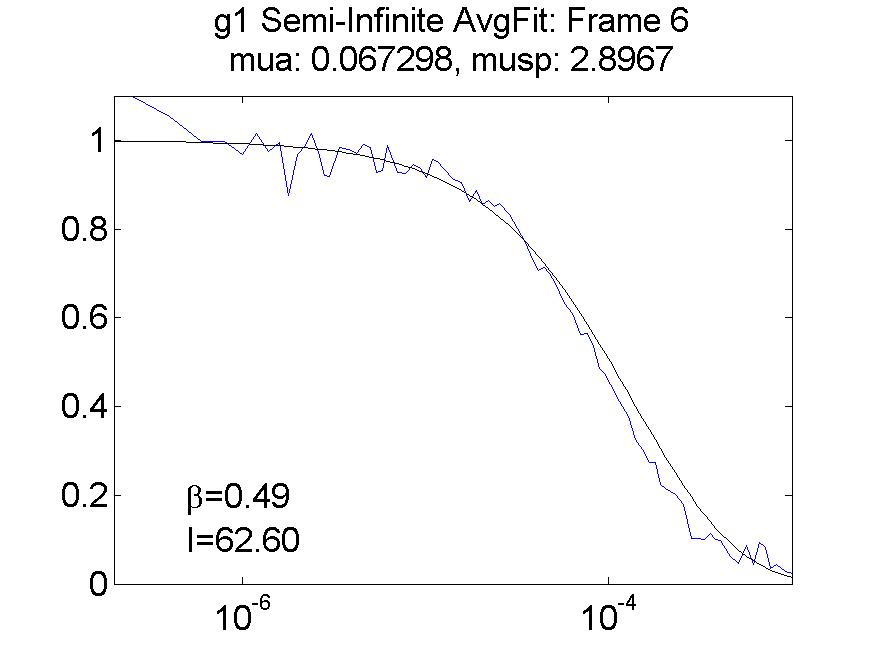 g1 Semi-Infinite AvgFit: Frame 6
mua: 0.067298, musp: 2.8967
1
0.8
0.6
0.4
0.2
0
β=0.49
I=62.60
10^-6
10^-4